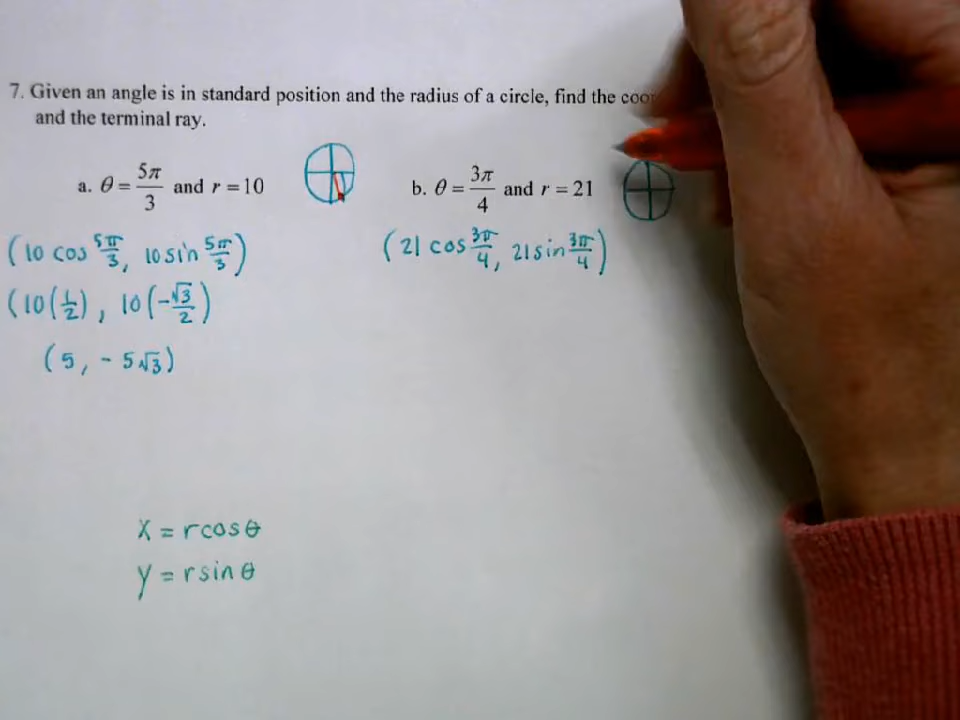 7. Given an angle is in standard position and the radius of a circle, find the
and the terminal ray.
a. θ = 5π/3 and r = 10
b. θ = 3π/4 and r = 21
(10 cos 5π/3, 10 sin 5π/3)
(10(1/2), 10(-√3/2)
(5, -5√3)
(21 cos 3π/4, 21 sin 3π/4)
x = r cos θ
y = r sin θ